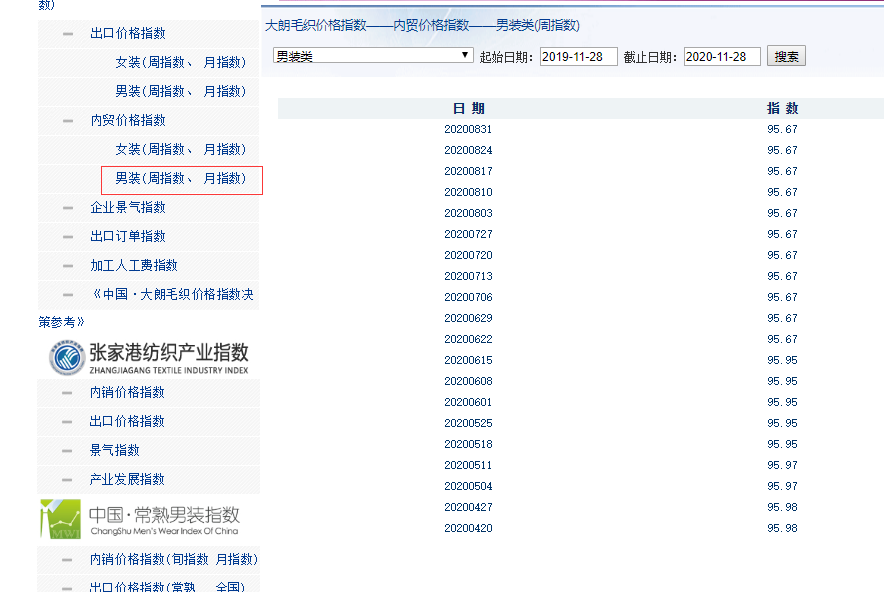 数)
出口价格指数
女装(周指数、 月指数)
男装(周指数、 月指数)
内贸价格指数
女装(周指数、 月指数)
男装(周指数、 月指数)
企业景气指数
出口订单指数
加工人工费指数
《中国·大朗毛织价格指数决
策参考》
张家港纺织产业指数
ZHANGJIAGANG TEXTILE INDUSTRY INDEX
内销价格指数
出口价格指数
景气指数
产业发展指数
MWI
中国·常熟男装指数
ChangShu Men's Wear Index Of China
内销价格指数(旬指数 月指数)
出口价格指数(常熟 全国)
大朗毛织价格指数——内贸价格指数——男装类(周指数)
男装类 起始日期: 2019-11-28 截止日期: 2020-11-28 搜索
日 期 指 数
20200831 95.67
20200824 95.67
20200817 95.67
20200810 95.67
20200803 95.67
20200727 95.67
20200720 95.67
20200713 95.67
20200706 95.67
20200629 95.67
20200622 95.67
20200615 95.95
20200608 95.95
20200601 95.95
20200525 95.95
20200518 95.95
20200511 95.97
20200504 95.97
20200427 95.98
20200420 95.98